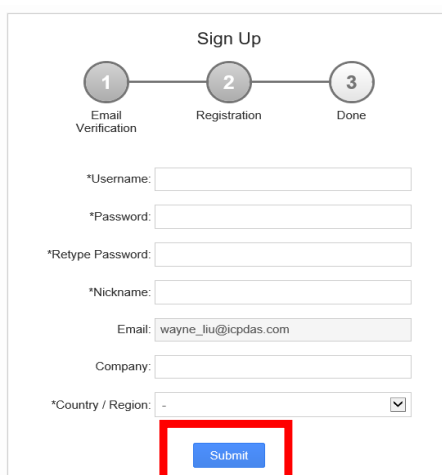 Sign Up
1 2 3
Email Verification Registration Done
*Username:
*Password:
*Retype Password:
*Nickname:
Email: wayne_liu@icpdas.com
Company:
*Country / Region: -
Submit